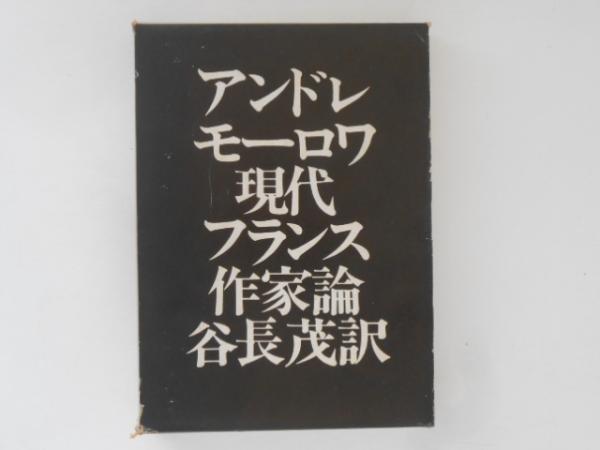 アンドレ
モーロワ
現代
フランス
作家論
谷長茂訳